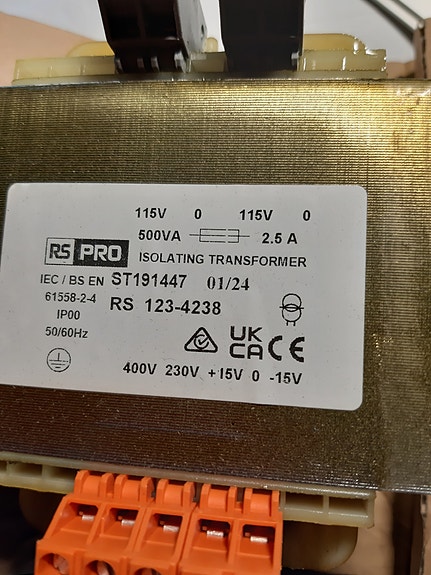 115V 0 115V 0
500VA 2.5 A
RS PRO ISOLATING TRANSFORMER
IEC / BS EN ST191447 01/24
61558-2-4 RS 123-4238
IP00
50/60Hz
UK
CA CE
400V 230V +15V 0 -15V